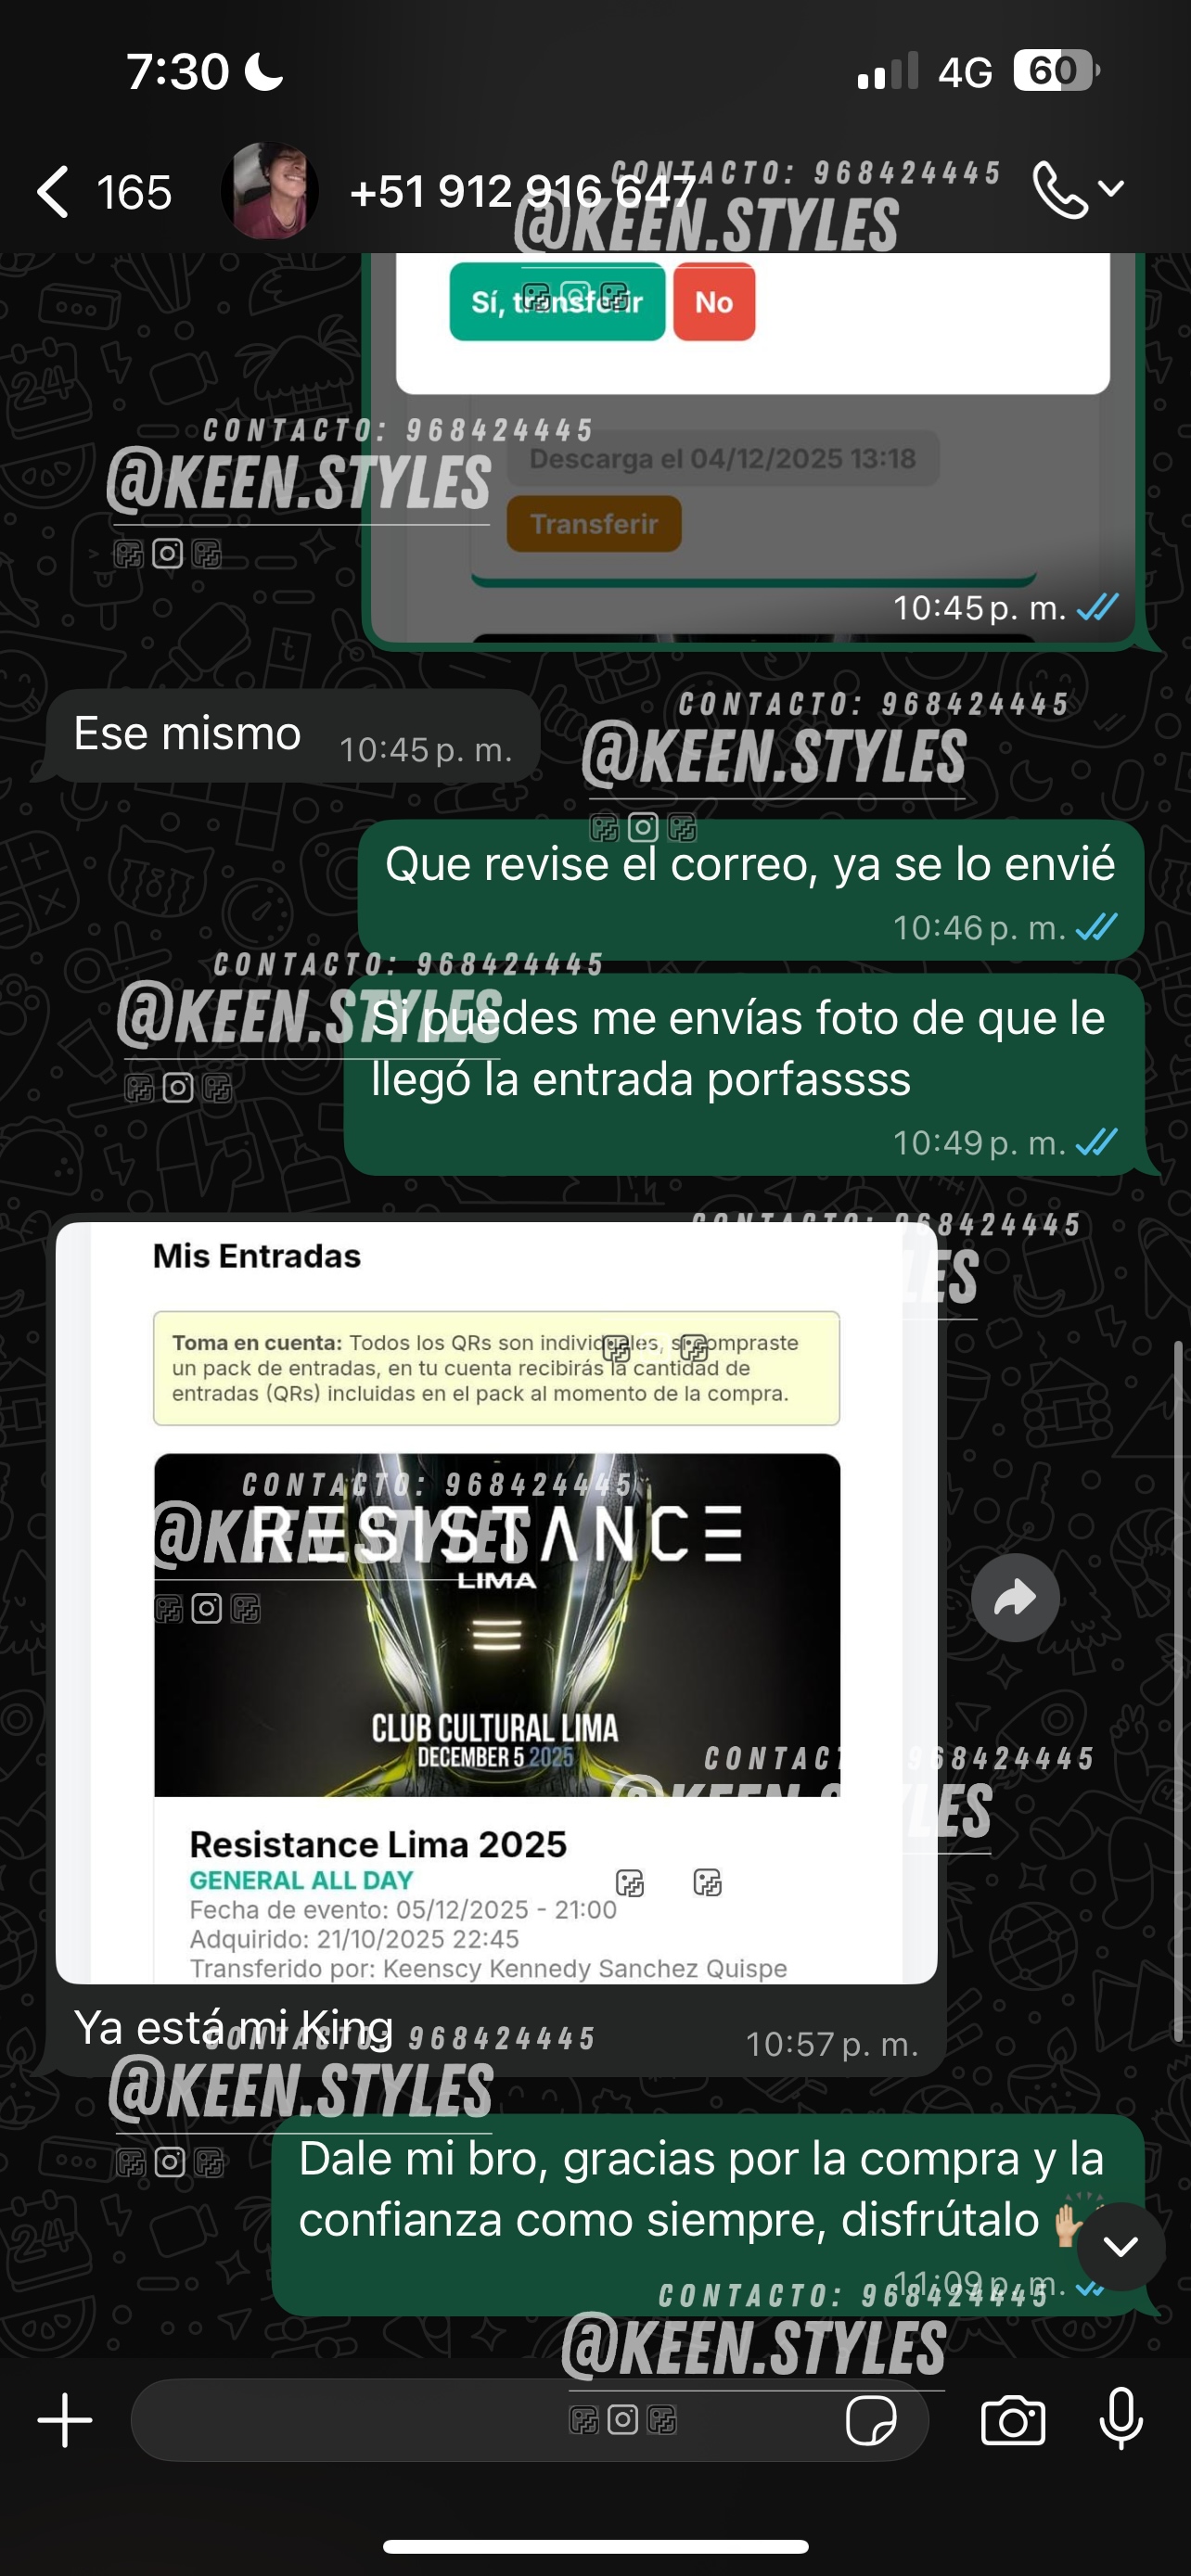 7:30
4G 60
165
+51 912 916 647
CONTACTO: 968424445
@KEEN.STYLES
Sí, transferir
No
CONTACTO: 968424445
@KEEN.STYLES
Descarga el 04/12/2025 13:18
Transferir
10:45 p. m.
Ese mismo
10:45 p. m.
CONTACTO: 968424445
@KEEN.STYLES
Que revise el correo, ya se lo envié
10:46 p. m.
CONTACTO: 968424445
@KEEN.STYLES
Si puedes me envías foto de que le
llegó la entrada porfassss
10:49 p. m.
CONTACTO: 968424445
LES
Mis Entradas
Toma en cuenta: Todos los QRs son individuales, si compraste
un pack de entradas, en tu cuenta recibirás la cantidad de
entradas (QRs) incluidas en el pack al momento de la compra.
CONTACTO: 968424445
@KEEN.STYLES
RESISTANCE
LIMA
CLUB CULTURAL LIMA
DECEMBER 5 2025
CONTACT 968424445
@KEEN.STYLES
Resistance Lima 2025
GENERAL ALL DAY
Fecha de evento: 05/12/2025 - 21:00
Adquirido: 21/10/2025 22:45
Transferido por: Keenscy Kennedy Sanchez Quispe
Ya está mi King
10:57 p. m.
CONTACTO: 968424445
@KEEN.STYLES
Dale mi bro, gracias por la compra y la
confianza como siempre, disfrútalo
11:09 p. m.
CONTACTO: 968424445
@KEEN.STYLES